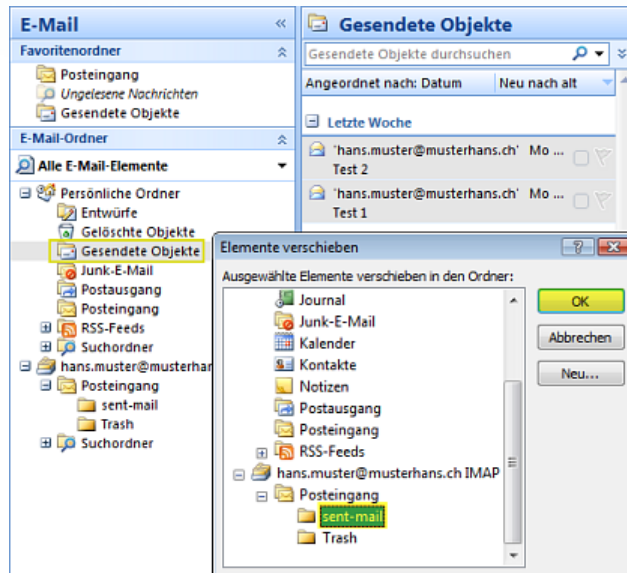 E-Mail «
Favoritenordner
Posteingang
Ungelesene Nachrichten
Gesendete Objekte
E-Mail-Ordner
Alle E-Mail-Elemente
Persönliche Ordner
Entwürfe
Gelöschte Objekte
Gesendete Objekte
Junk-E-Mail
Postausgang
Posteingang
RSS-Feeds
Suchordner
hans.muster@musterhan
Posteingang
sent-mail
Trash
Suchordner
Gesendete Objekte
Gesendete Objekte durchsuchen
Angeordnet nach: Datum Neu nach alt
Letzte Woche
'hans.muster@musterhans.ch' Mo ...
Test 2
'hans.muster@musterhans.ch' Mo ...
Test 1
Elemente verschieben
Ausgewählte Elemente verschieben in den Ordner:
Journal
Junk-E-Mail
Kalender
Kontakte
Notizen
Postausgang
Posteingang
RSS-Feeds
hans.muster@musterhans.ch IMAP
Posteingang
sent-mail
Trash
OK
Abbrechen
Neu...